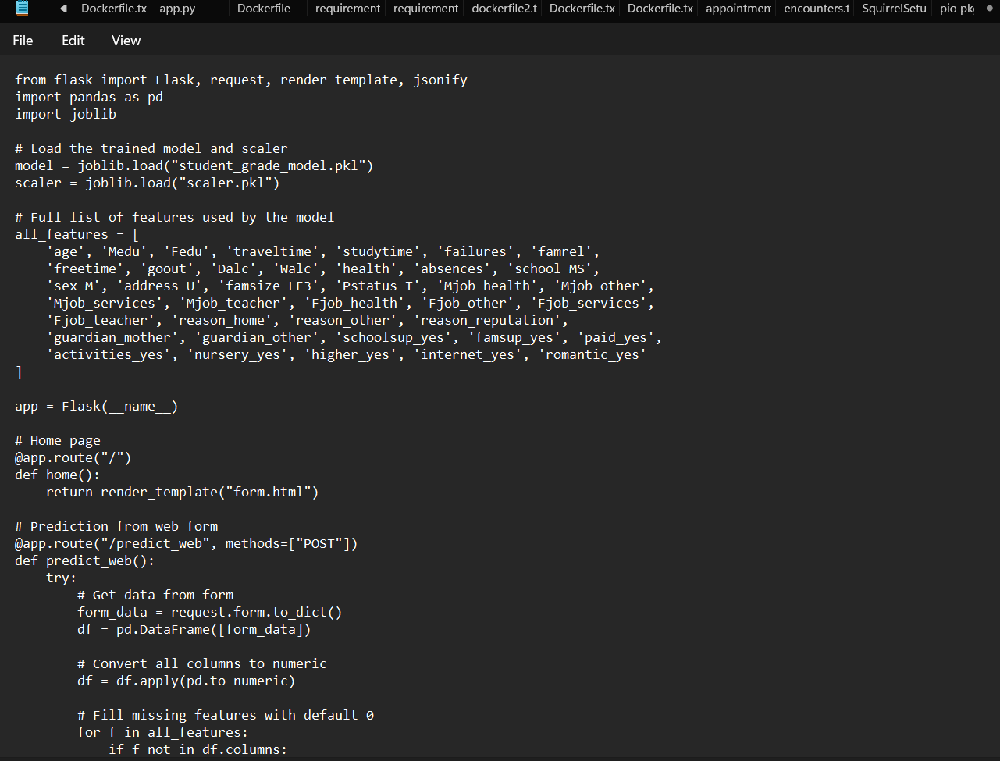 Dockerfile.tx app.py Dockerfile requirement requirement dockerfile2.t Dockerfile.tx Dockerfile.tx appointmen encounters.t SquirrelSetu pio pk
File Edit View
from flask import Flask, request, render_template, jsonify
import pandas as pd
import joblib
# Load the trained model and scaler
model = joblib.load("student_grade_model.pkl")
scaler = joblib.load("scaler.pkl")
# Full list of features used by the model
all_features = [
    'age', 'Medu', 'Fedu', 'traveltime', 'studytime', 'failures', 'famrel',
    'freetime', 'goout', 'Dalc', 'Walc', 'health', 'absences', 'school_MS',
    'sex_M', 'address_U', 'famsize_LE3', 'Pstatus_T', 'Mjob_health', 'Mjob_other',
    'Mjob_services', 'Mjob_teacher', 'Fjob_health', 'Fjob_other', 'Fjob_services',
    'Fjob_teacher', 'reason_home', 'reason_other', 'reason_reputation',
    'guardian_mother', 'guardian_other', 'schoolsup_yes', 'famsup_yes', 'paid_yes',
    'activities_yes', 'nursery_yes', 'higher_yes', 'internet_yes', 'romantic_yes'
]
app = Flask(__name__)
# Home page
@app.route("/")
def home():
    return render_template("form.html")
# Prediction from web form
@app.route("/predict_web", methods=["POST"])
def predict_web():
    try:
        # Get data from form
        form_data = request.form.to_dict()
        df = pd.DataFrame([form_data])
        # Convert all columns to numeric
        df = df.apply(pd.to_numeric)
        # Fill missing features with default 0
        for f in all_features:
            if f not in df.columns: